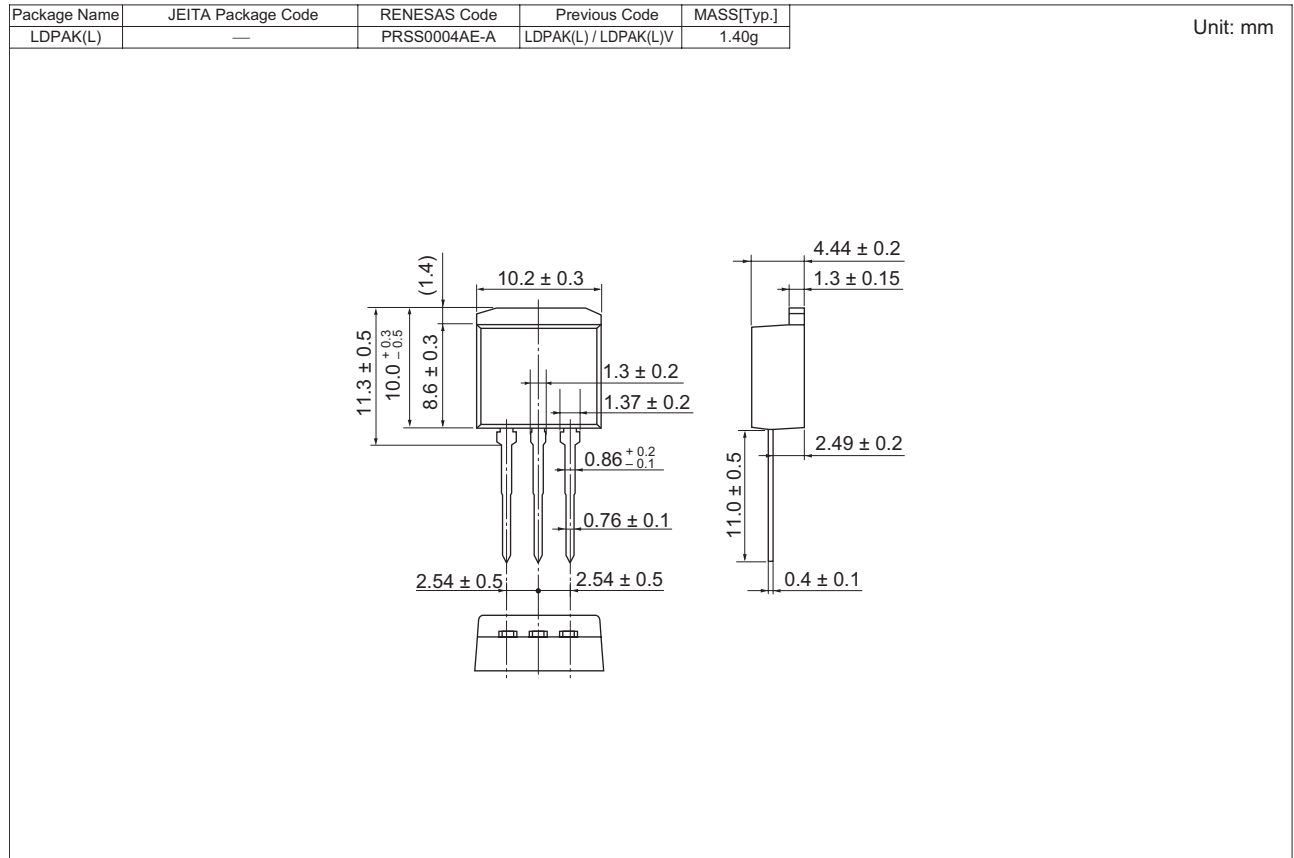 Package Name JEITA Package Code RENESAS Code Previous Code MASS[Typ.]
LDPAK(L) — PRSS0004AE-A LDPAK(L) / LDPAK(L)V 1.40g
Unit: mm
4.44 ± 0.2
(1.4)
10.2 ± 0.3
1.3 ± 0.15
11.3 ± 0.5
10.0 + 0.3 – 0.5
8.6 ± 0.3
1.3 ± 0.2
1.37 ± 0.2
2.49 ± 0.2
0.86 + 0.2 – 0.1
11.0 ± 0.5
0.76 ± 0.1
2.54 ± 0.5
2.54 ± 0.5
0.4 ± 0.1